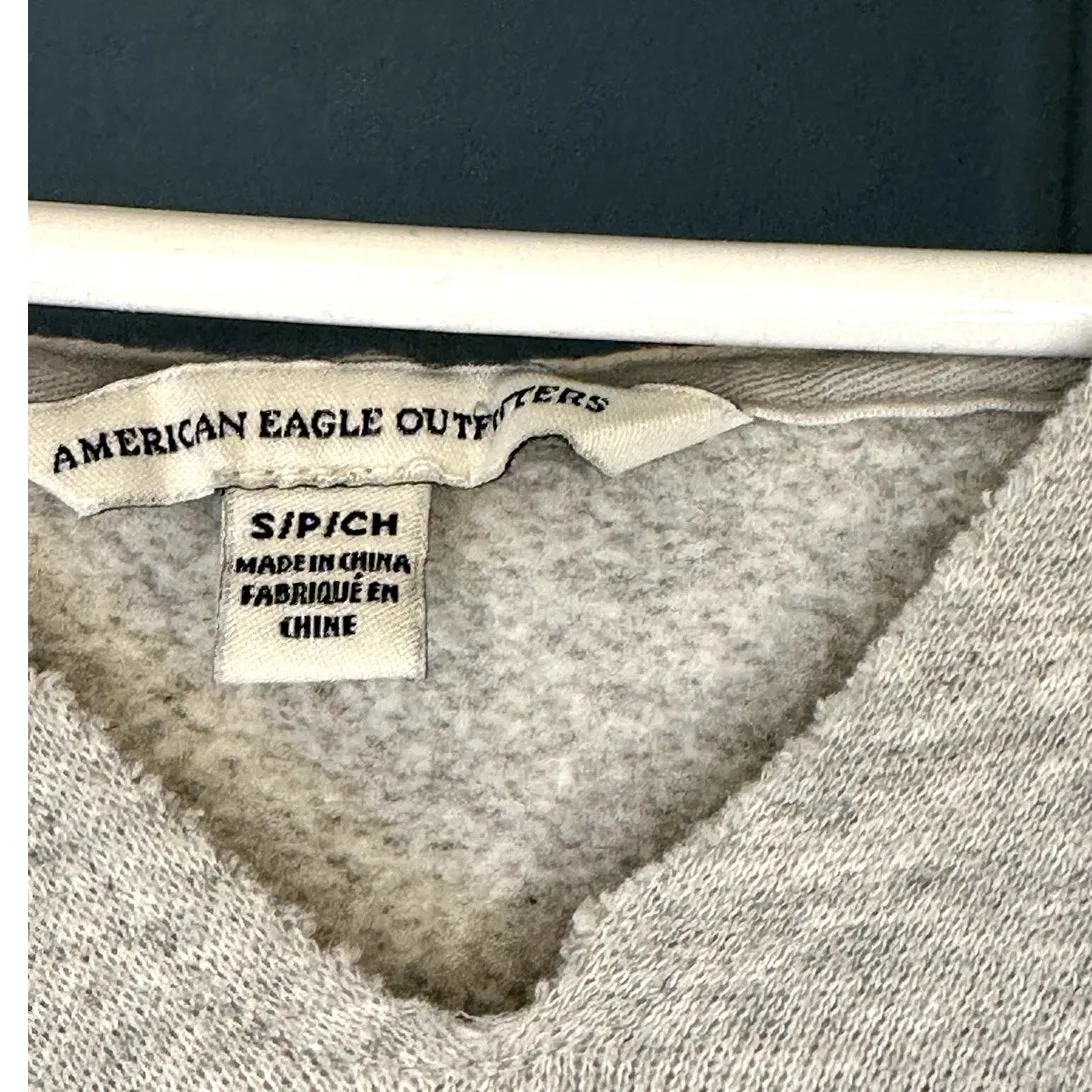 AMERICAN EAGLE OUTFITTERS
S/P/CH
MADE IN CHINA
FABRIQUÉ EN
CHINE